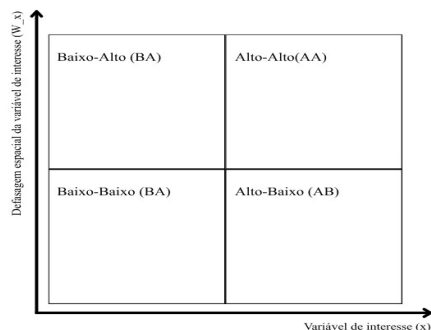 Defasagem espacial da variável de interesse (W_x)
Baixo-Alto (BA)
Alto-Alto(AA)
Baixo-Baixo (BA)
Alto-Baixo (AB)
Variável de interesse (x)